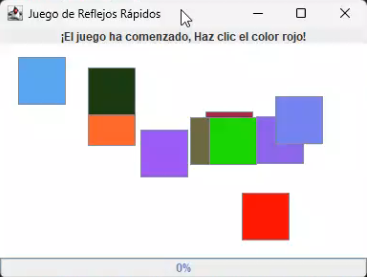 Juego de Reflejos Rápidos
¡El juego ha comenzado, Haz clic el color rojo!
0%